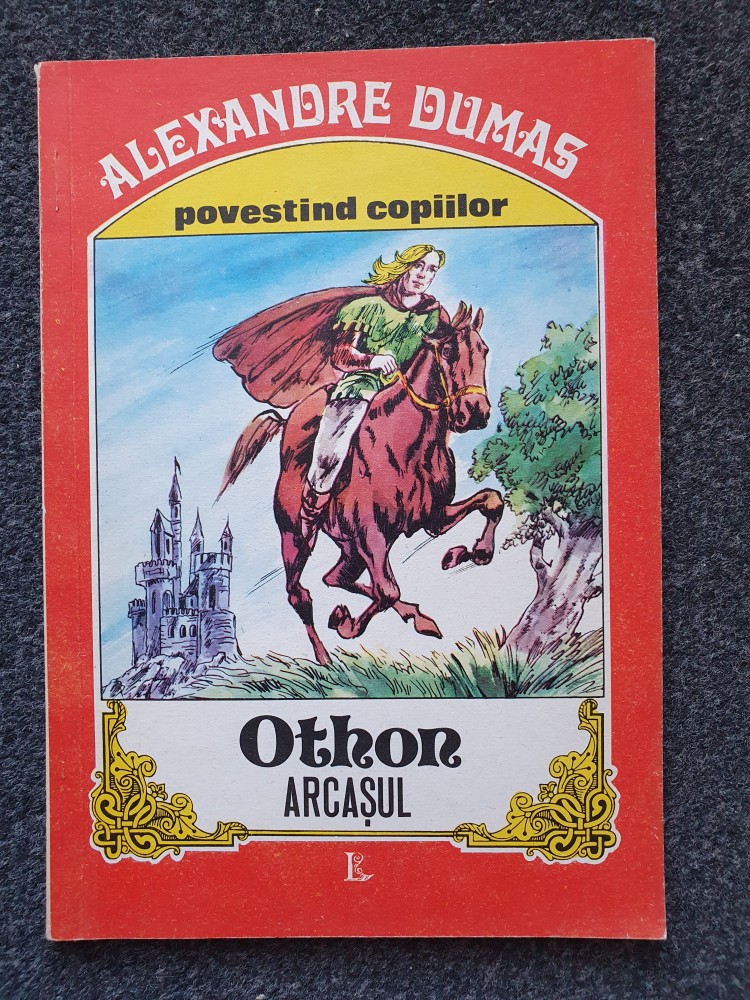 ALEXANDRE DUMAS
povestind copiilor
Othon
ARCAȘUL
L